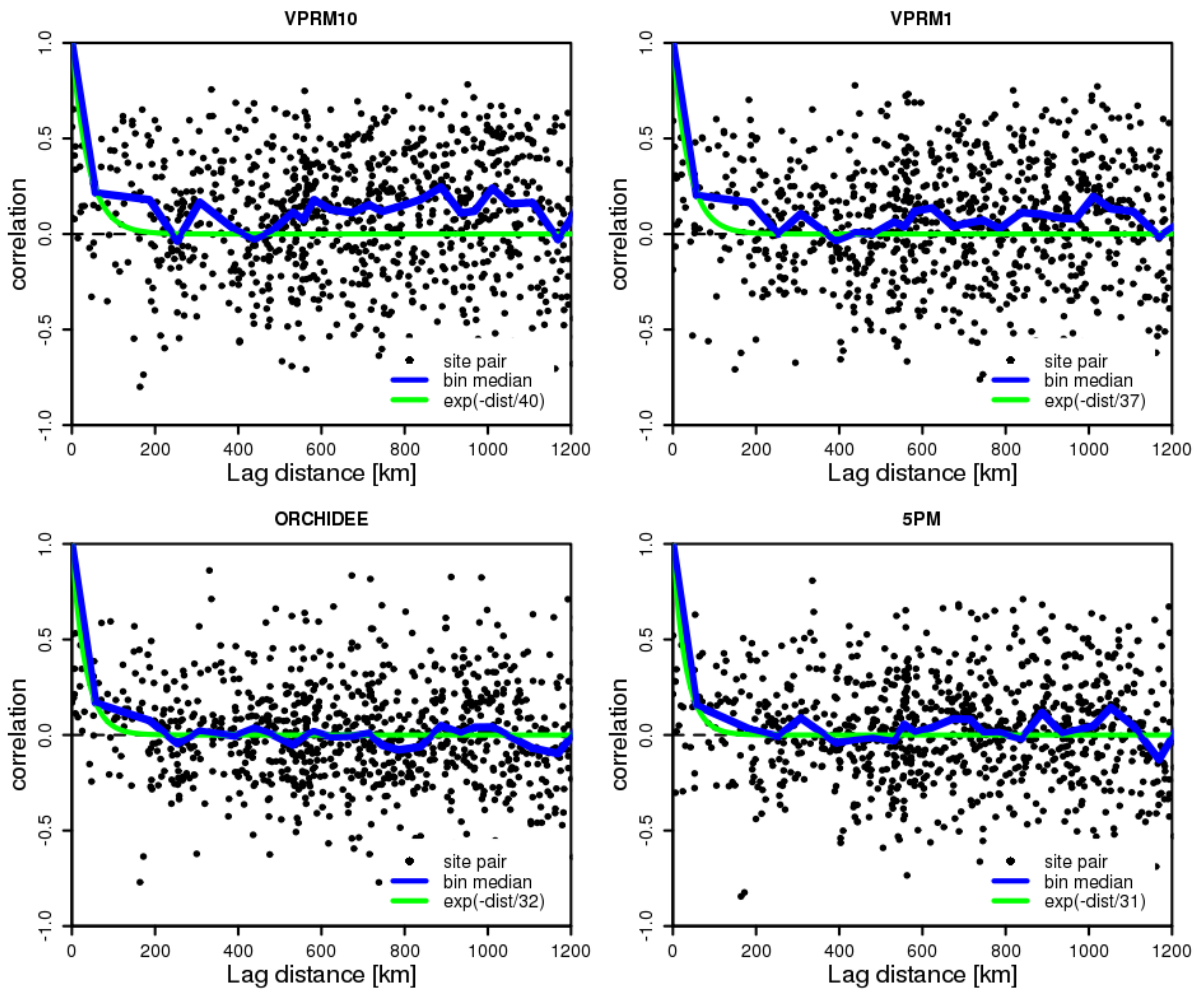 VPRM10
1.0
0.5
0.0
-0.5
-1.0
correlation
site pair
bin median
exp(-dist/40)
0 200 400 600 800 1000 1200
Lag distance [km]
VPRM1
1.0
0.5
0.0
-0.5
-1.0
correlation
site pair
bin median
exp(-dist/37)
0 200 400 600 800 1000 1200
Lag distance [km]
ORCHIDEE
1.0
0.5
0.0
-0.5
-1.0
correlation
site pair
bin median
exp(-dist/32)
0 200 400 600 800 1000 1200
Lag distance [km]
5PM
1.0
0.5
0.0
-0.5
-1.0
correlation
site pair
bin median
exp(-dist/31)
0 200 400 600 800 1000 1200
Lag distance [km]